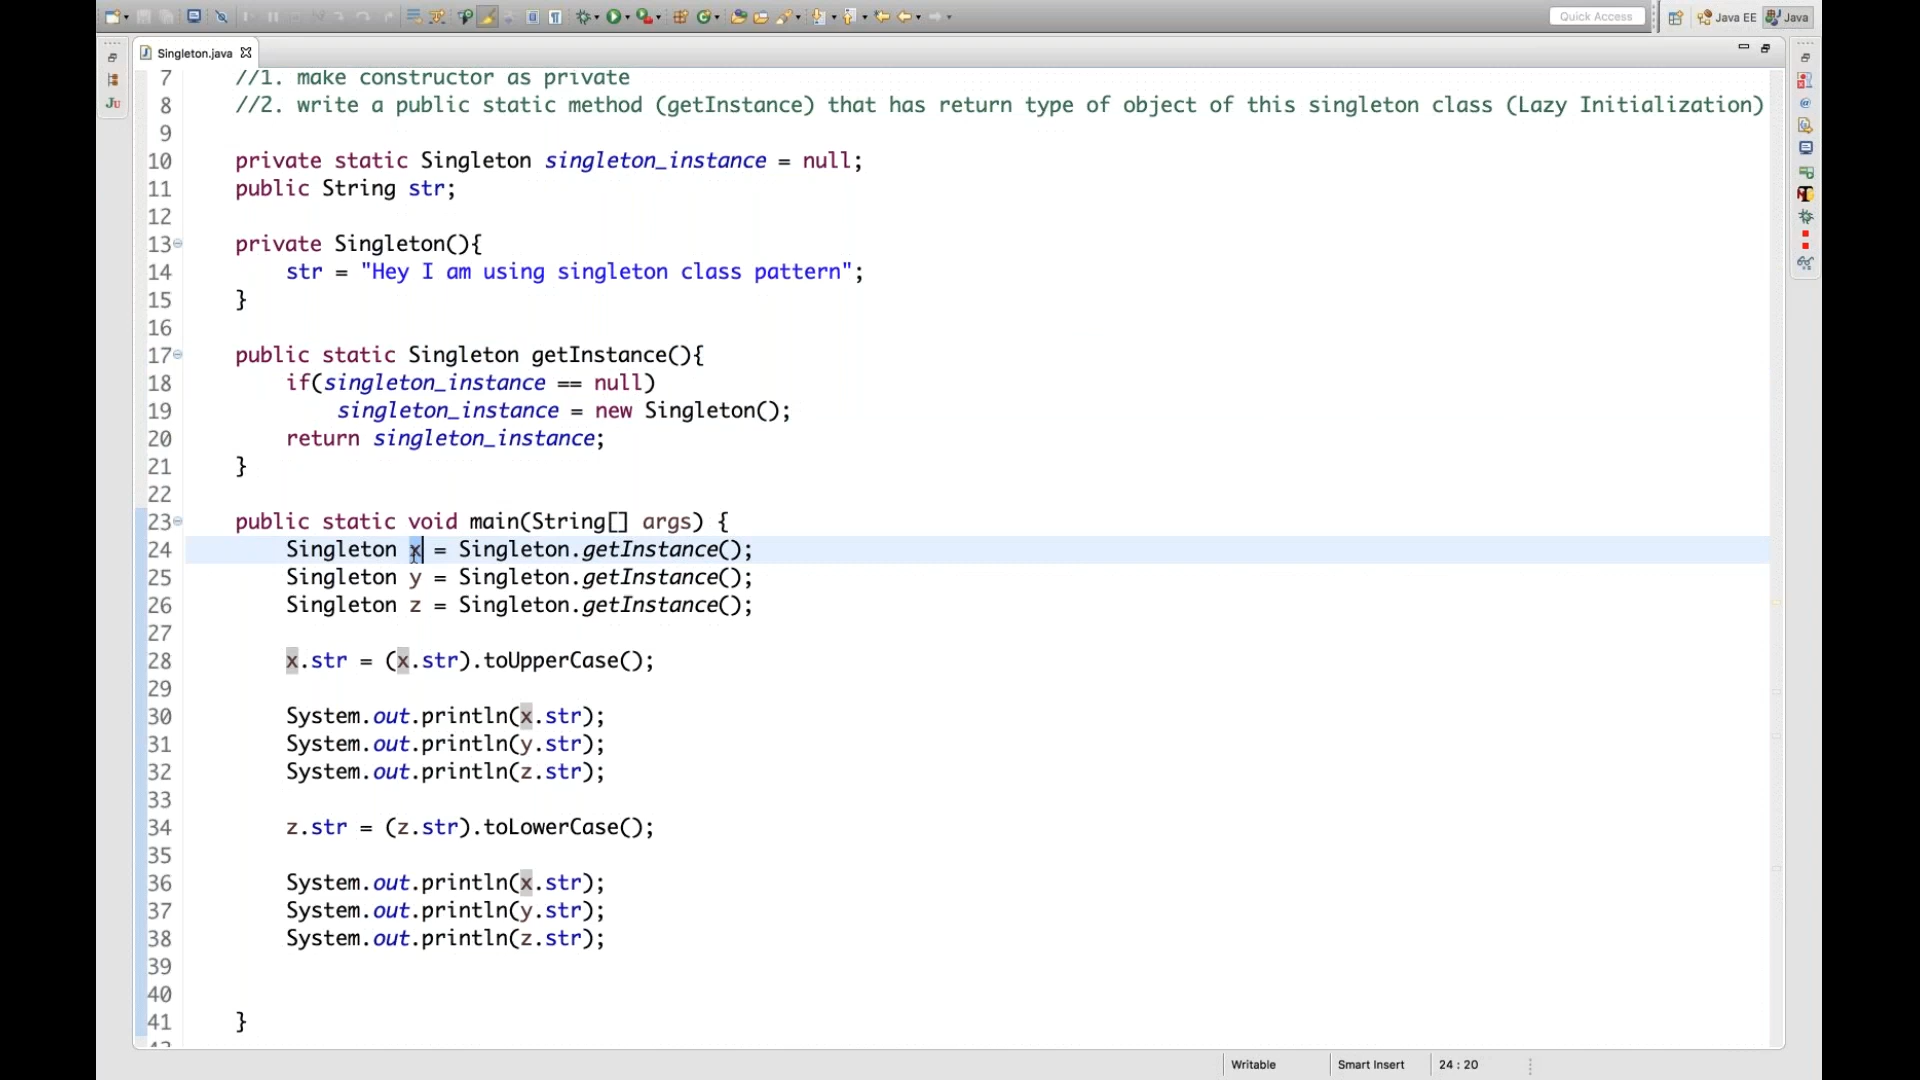 Quick Access
Java EE
Java
Singleton.java
Ju
7 //1. make constructor as private
8 //2. write a public static method (getInstance) that has return type of object of this singleton class (Lazy Initialization)
9
10 private static Singleton singleton_instance = null;
11 public String str;
12
13 private Singleton(){
14 str = "Hey I am using singleton class pattern";
15 }
16
17 public static Singleton getInstance(){
18 if(singleton_instance == null)
19 singleton_instance = new Singleton();
20 return singleton_instance;
21 }
22
23 public static void main(String[] args) {
24 Singleton x = Singleton.getInstance();
25 Singleton y = Singleton.getInstance();
26 Singleton z = Singleton.getInstance();
27
28 x.str = (x.str).toUpperCase();
29
30 System.out.println(x.str);
31 System.out.println(y.str);
32 System.out.println(z.str);
33
34 z.str = (z.str).toLowerCase();
35
36 System.out.println(x.str);
37 System.out.println(y.str);
38 System.out.println(z.str);
39
40
41 }
Writable
Smart Insert
24 : 20